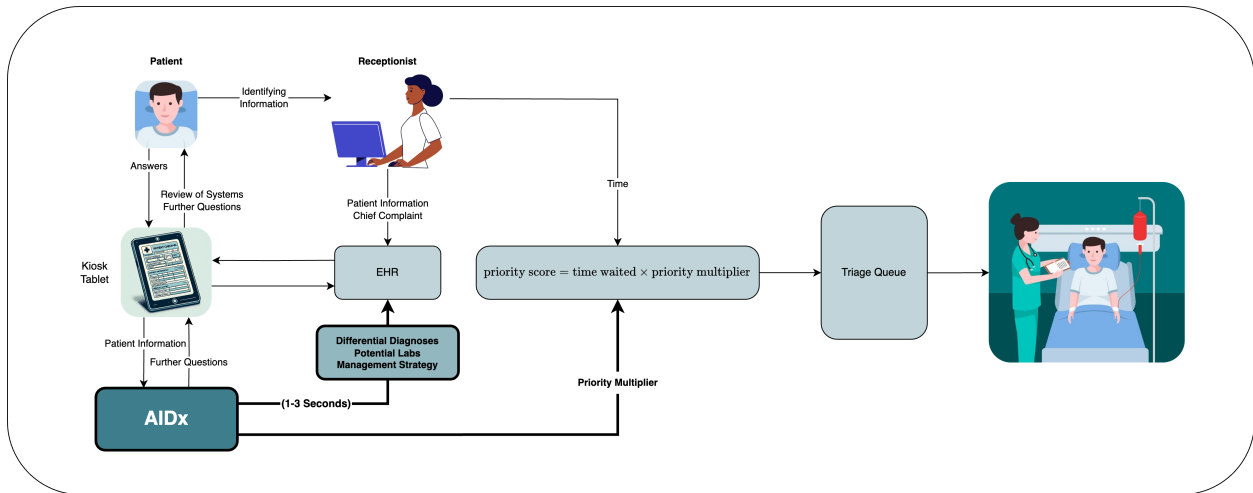 Patient
Receptionist
Identifying
Information
Answers
Review of Systems
Further Questions
Time
Patient Information
Chief Complaint
Kiosk
Tablet
EHR
priority score = time waited × priority multiplier
Triage Queue
Differential Diagnoses
Potential Labs
Management Strategy
Patient Information
Further Questions
Priority Multiplier
(1-3 Seconds)
AIDx